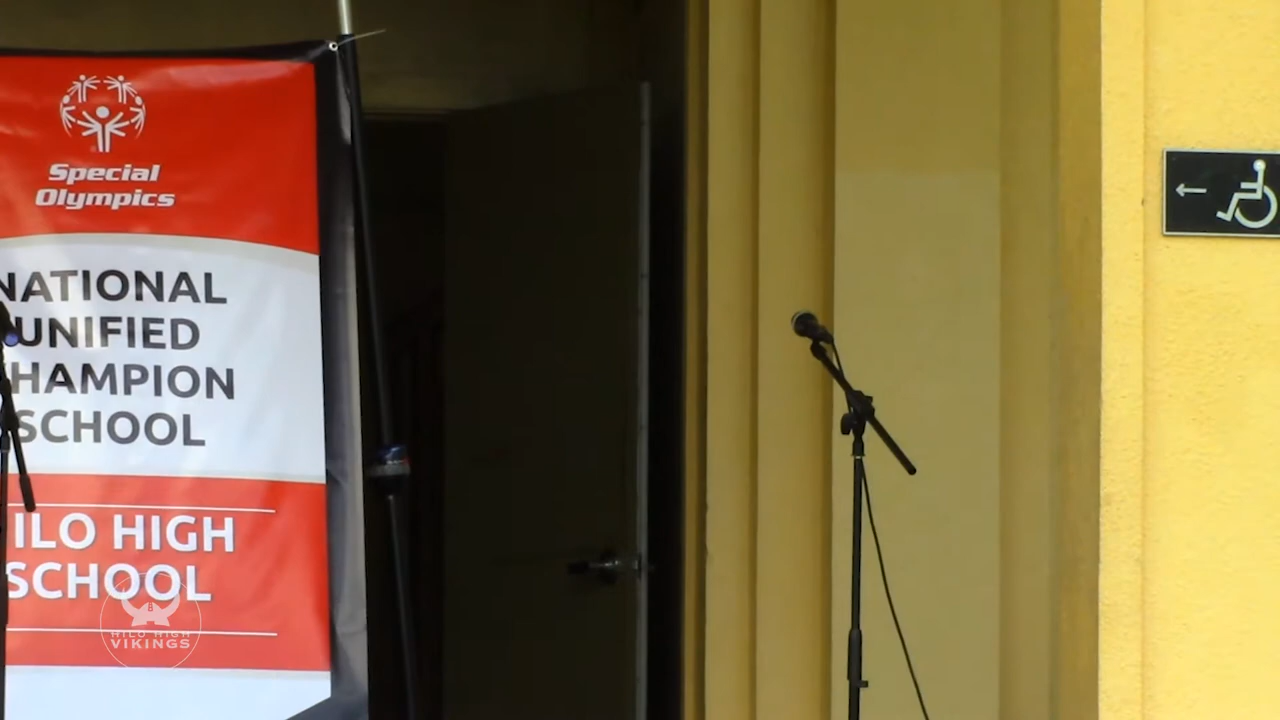 Special
Olympics
NATIONAL
UNIFIED
HAMPION
SCHOOL
ILO HIGH
SCHOOL
HILO HIGH
VIKINGS